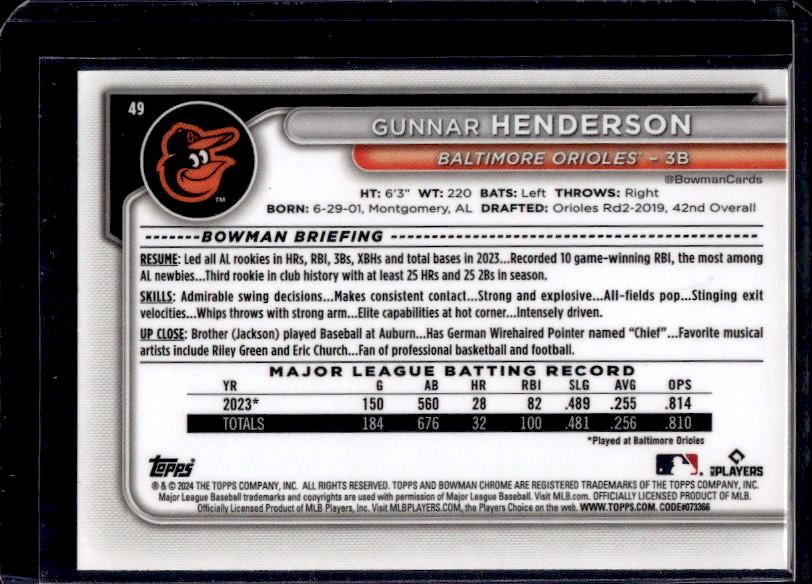 49
GUNNAR HENDERSON
BALTIMORE ORIOLES™ – 3B
@BowmanCards
HT: 6'3" WT: 220 BATS: Left THROWS: Right
BORN: 6-29-01, Montgomery, AL DRAFTED: Orioles Rd2-2019, 42nd Overall
BOWMAN BRIEFING
RESUME: Led all AL rookies in HRs, RBI, 3Bs, XBHs and total bases in 2023...Recorded 10 game-winning RBI, the most among
AL newbies...Third rookie in club history with at least 25 HRs and 25 2Bs in season.
SKILLS: Admirable swing decisions...Makes consistent contact...Strong and explosive...All-fields pop...Stinging exit
velocities...Whips throws with strong arm...Elite capabilities at hot corner...Intensely driven.
UP CLOSE: Brother (Jackson) played Baseball at Auburn...Has German Wirehaired Pointer named "Chief"...Favorite musical
artists include Riley Green and Eric Church...Fan of professional basketball and football.
MAJOR LEAGUE BATTING RECORD
YR G AB HR RBI SLG AVG OPS
2023* 150 560 28 82 .489 .255 .814
TOTALS 184 676 32 100 .481 .256 .810
*Played at Baltimore Orioles
Topps
MLB PLAYERS
® & © 2024 THE TOPPS COMPANY, INC. ALL RIGHTS RESERVED. TOPPS AND BOWMAN CHROME ARE REGISTERED TRADEMARKS OF THE TOPPS COMPANY, INC.
Major League Baseball trademarks and copyrights are used with permission of Major League Baseball. Visit MLB.com. OFFICIALLY LICENSED PRODUCT OF MLB.
Officially Licensed Product of MLB Players, Inc. Visit MLBPLAYERS.COM, the Players Choice on the web. WWW.TOPPS.COM. CODE#073366